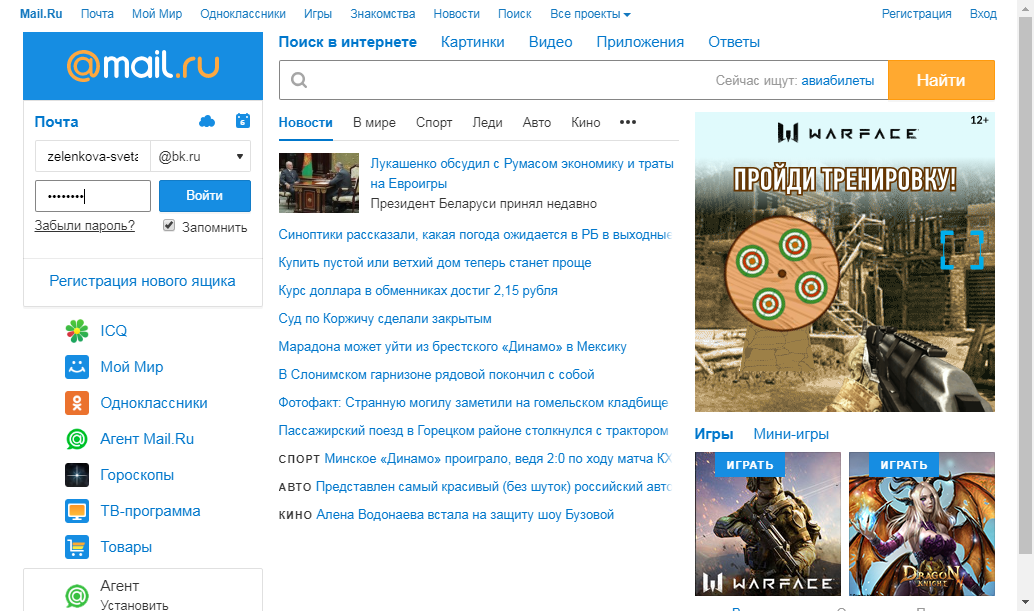 Mail.Ru Почта Мой Мир Одноклассники Игры Знакомства Новости Поиск Все проекты Регистрация Вход
@mail.ru
Поиск в интернете Картинки Видео Приложения Ответы
Сейчас ищут: авиабилеты Найти
Почта 6
zelenkova-sveta @bk.ru
Войти
Забыли пароль? Запомнить
Регистрация нового ящика
ICQ
Мой Мир
Одноклассники
Агент Mail.Ru
Гороскопы
ТВ-программа
Товары
Агент
Установить
Новости В мире Спорт Леди Авто Кино
Лукашенко обсудил с Румасом экономику и траты
на Евроигры
Президент Беларуси принял недавно
Синоптики рассказали, какая погода ожидается в РБ в выходные
Купить пустой или ветхий дом теперь станет проще
Курс доллара в обменниках достиг 2,15 рубля
Суд по Коржичу сделали закрытым
Марадона может уйти из брестского «Динамо» в Мексику
В Слонимском гарнизоне рядовой покончил с собой
Фотофакт: Странную могилу заметили на гомельском кладбище
Пассажирский поезд в Горецком районе столкнулся с трактором
СПОРТ Минское «Динамо» проиграло, ведя 2:0 по ходу матча КХ
АВТО Представлен самый красивый (без шуток) российский авто
КИНО Алена Водонаева встала на защиту шоу Бузовой
WARFACE 12+
ПРОЙДИ ТРЕНИРОВКУ!
Игры Мини-игры
ИГРАТЬ ИГРАТЬ
WARFACE DRAGON
KNIGHT